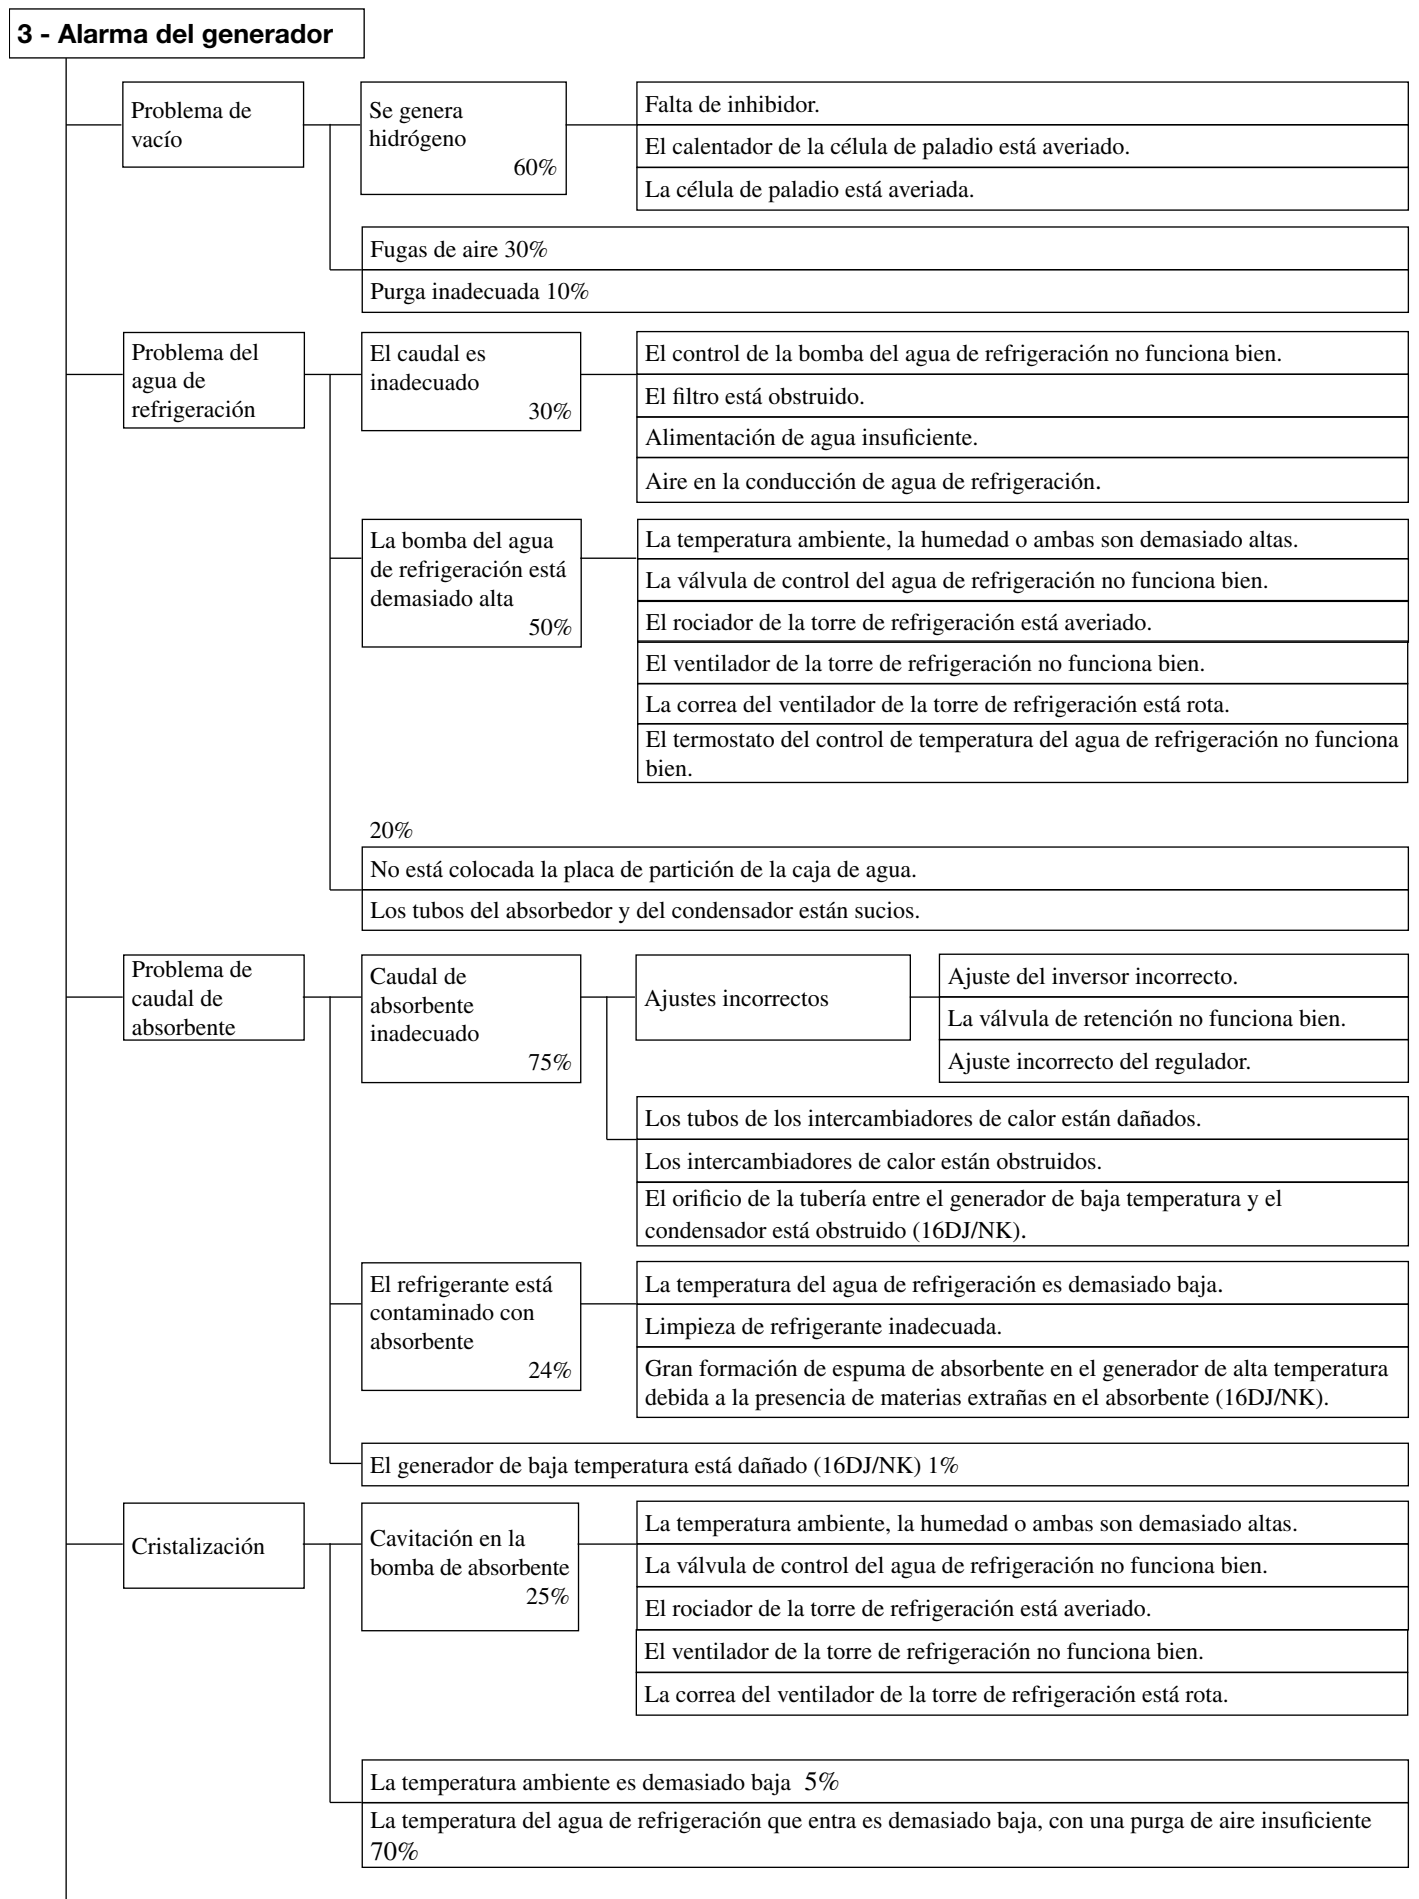 3 - Alarma del generador
Problema de
vacío
Se genera
hidrógeno
60%
Falta de inhibidor.
El calentador de la célula de paladio está averiado.
La célula de paladio está averiada.
Fugas de aire 30%
Purga inadecuada 10%
Problema del
agua de
refrigeración
El caudal es
inadecuado
30%
El control de la bomba del agua de refrigeración no funciona bien.
El filtro está obstruido.
Alimentación de agua insuficiente.
Aire en la conducción de agua de refrigeración.
La bomba del agua
de refrigeración está
demasiado alta
50%
La temperatura ambiente, la humedad o ambas son demasiado altas.
La válvula de control del agua de refrigeración no funciona bien.
El rociador de la torre de refrigeración está averiado.
El ventilador de la torre de refrigeración no funciona bien.
La correa del ventilador de la torre de refrigeración está rota.
El termostato del control de temperatura del agua de refrigeración no funciona
bien.
20%
No está colocada la placa de partición de la caja de agua.
Los tubos del absorbedor y del condensador están sucios.
Problema de
caudal de
absorbente
Caudal de
absorbente
inadecuado
75%
Ajustes incorrectos
Ajuste del inversor incorrecto.
La válvula de retención no funciona bien.
Ajuste incorrecto del regulador.
Los tubos de los intercambiadores de calor están dañados.
Los intercambiadores de calor están obstruidos.
El orificio de la tubería entre el generador de baja temperatura y el
condensador está obstruido (16DJ/NK).
El refrigerante está
contaminado con
absorbente
24%
La temperatura del agua de refrigeración es demasiado baja.
Limpieza de refrigerante inadecuada.
Gran formación de espuma de absorbente en el generador de alta temperatura
debida a la presencia de materias extrañas en el absorbente (16DJ/NK).
El generador de baja temperatura está dañado (16DJ/NK) 1%
Cristalización
Cavitación en la
bomba de absorbente
25%
La temperatura ambiente, la humedad o ambas son demasiado altas.
La válvula de control del agua de refrigeración no funciona bien.
El rociador de la torre de refrigeración está averiado.
El ventilador de la torre de refrigeración no funciona bien.
La correa del ventilador de la torre de refrigeración está rota.
La temperatura ambiente es demasiado baja 5%
La temperatura del agua de refrigeración que entra es demasiado baja, con una purga de aire insuficiente
70%